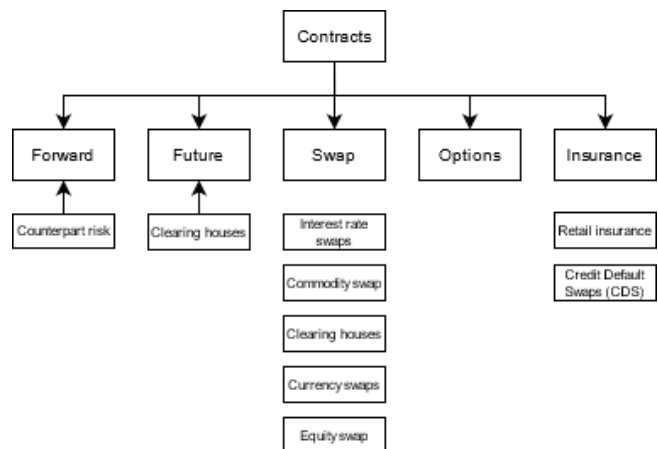 Contracts
Forward
Future
Swap
Options
Insurance
Counterpart risk
Clearing houses
Interest rate
swaps
Retail insurance
Commodity swap
Credit Default
Swaps (CDS)
Clearing houses
Currency swaps
Equity swap